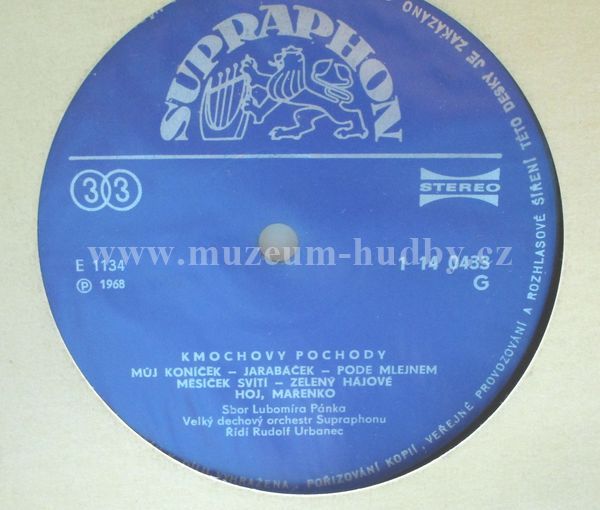 SUPRAPHON
33
STEREO
www.muzeum-hudby.cz
E 1134
1 14 0433
Ⓟ 1968
G
KMOCHOVY POCHODY
MŮJ KONÍČEK – JARABÁČEK – PODE MLEJNEM
MĚSÍČEK SVÍTÍ – ZELENÝ HÁJOVÉ
HOJ, MARENKO
Sbor Lubomíra Pánka
Velký dechový orchestr Supraphonu
Řídí Rudolf Urbanec
POŘIZOVÁNÍ KOPIÍ, VEŘEJNÉ PROVOZOVÁNÍ A ROZHLASOVÉ ŠÍŘENÍ TÉTO DESKY JE ZAKÁZÁNO